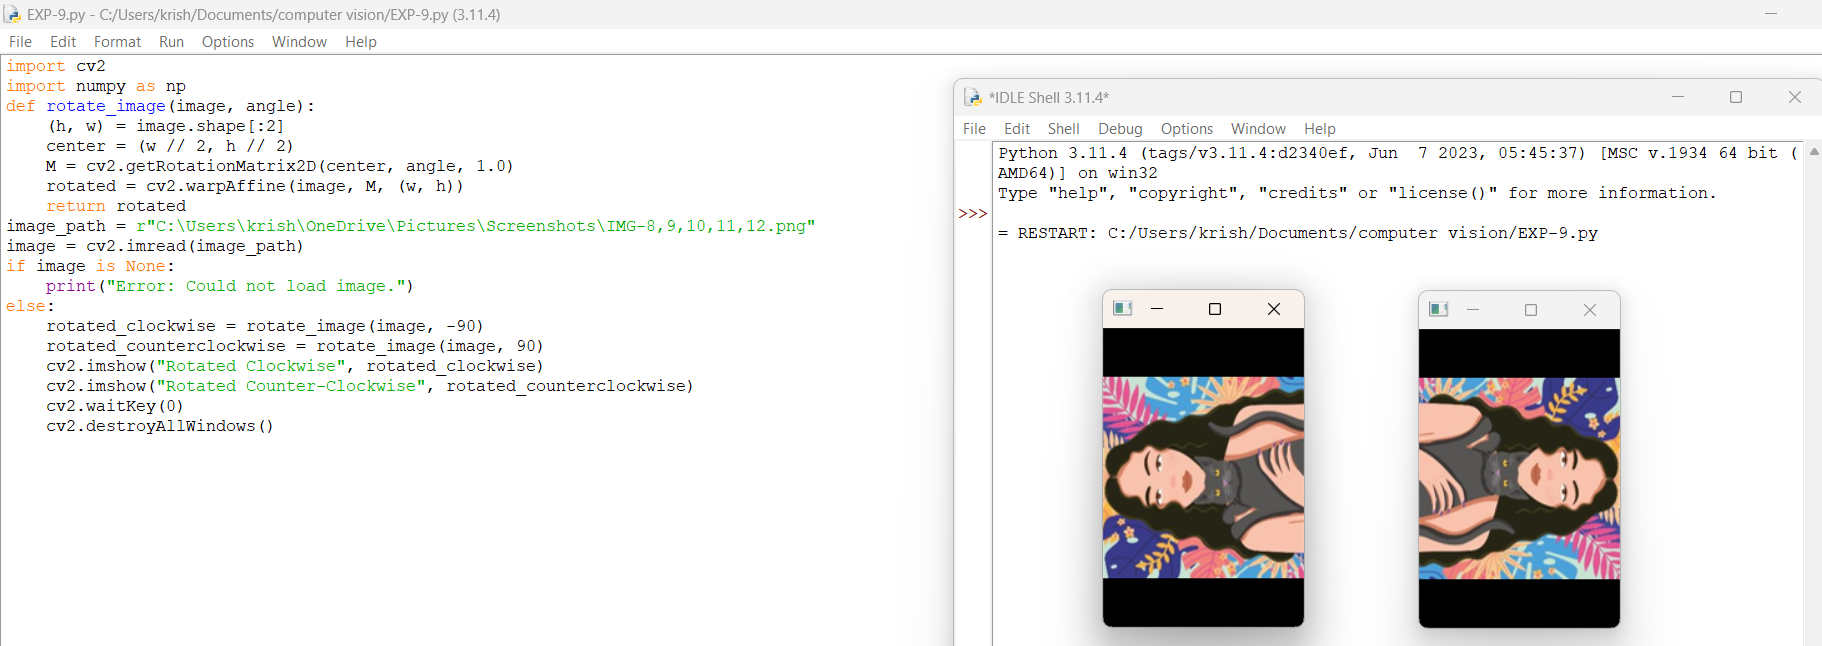 EXP-9.py - C:/Users/krish/Documents/computer vision/EXP-9.py (3.11.4)
File Edit Format Run Options Window Help
import cv2
import numpy as np
def rotate_image(image, angle):
    (h, w) = image.shape[:2]
    center = (w // 2, h // 2)
    M = cv2.getRotationMatrix2D(center, angle, 1.0)
    rotated = cv2.warpAffine(image, M, (w, h))
    return rotated
image_path = r"C:\Users\krish\OneDrive\Pictures\Screenshots\IMG-8,9,10,11,12.png"
image = cv2.imread(image_path)
if image is None:
    print("Error: Could not load image.")
else:
    rotated_clockwise = rotate_image(image, -90)
    rotated_counterclockwise = rotate_image(image, 90)
    cv2.imshow("Rotated Clockwise", rotated_clockwise)
    cv2.imshow("Rotated Counter-Clockwise", rotated_counterclockwise)
    cv2.waitKey(0)
    cv2.destroyAllWindows()
*IDLE Shell 3.11.4*
File Edit Shell Debug Options Window Help
Python 3.11.4 (tags/v3.11.4:d2340ef, Jun  7 2023, 05:45:37) [MSC v.1934 64 bit (
AMD64)] on win32
Type "help", "copyright", "credits" or "license()" for more information.
>>>
= RESTART: C:/Users/krish/Documents/computer vision/EXP-9.py